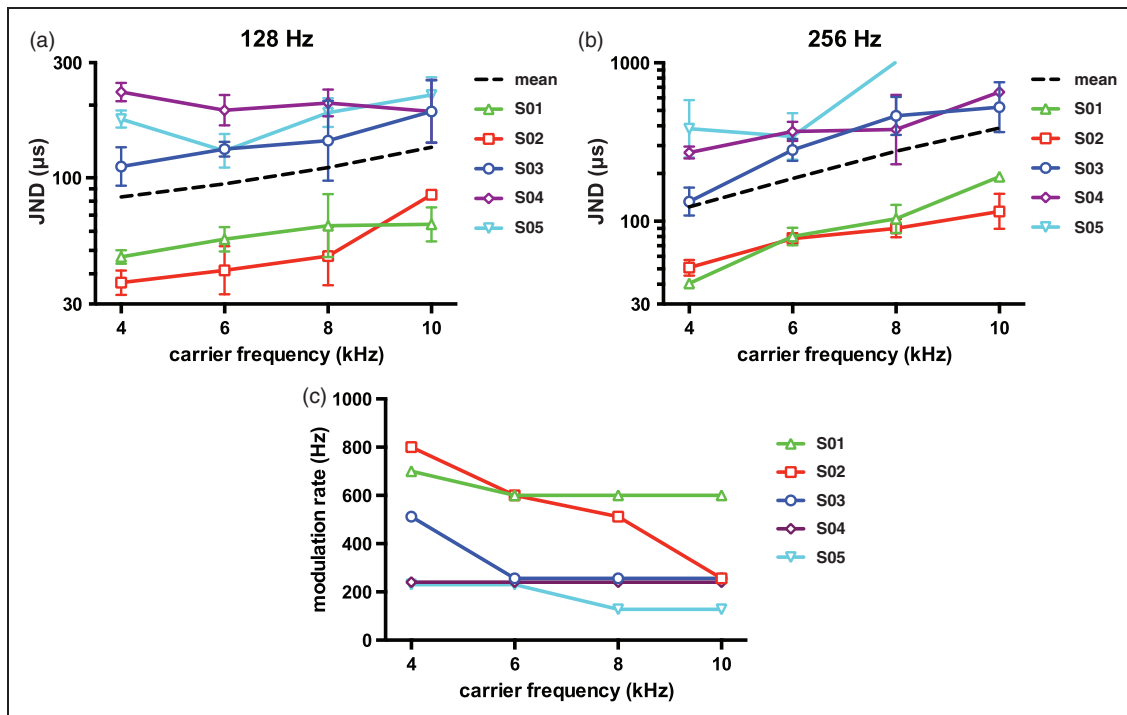 (a)
128 Hz
300
100
30
JND (µs)
4 6 8 10
carrier frequency (kHz)
mean
S01
S02
S03
S04
S05
(b)
256 Hz
1000
100
30
JND (µs)
4 6 8 10
carrier frequency (kHz)
mean
S01
S02
S03
S04
S05
(c)
1000
800
600
400
200
0
modulation rate (Hz)
4 6 8 10
carrier frequency (kHz)
S01
S02
S03
S04
S05